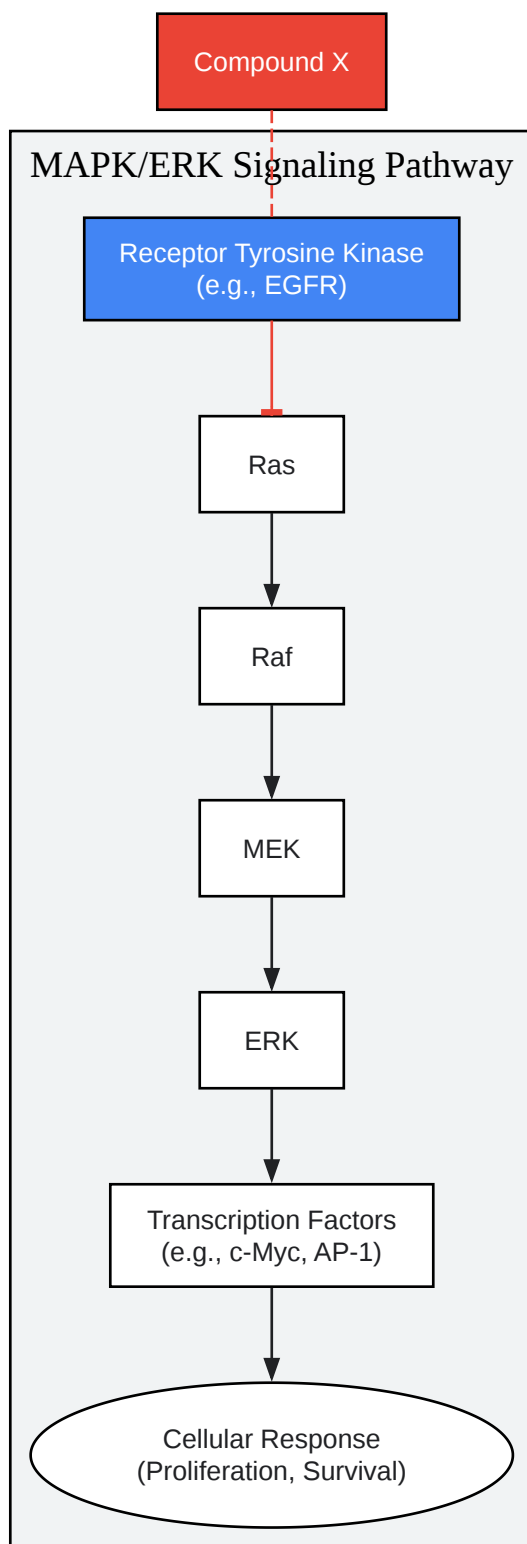 Compound X
MAPK/ERK Signaling Pathway
Receptor Tyrosine Kinase
(e.g., EGFR)
Ras
Raf
MEK
ERK
Transcription Factors
(e.g., c-Myc, AP-1)
Cellular Response
(Proliferation, Survival)